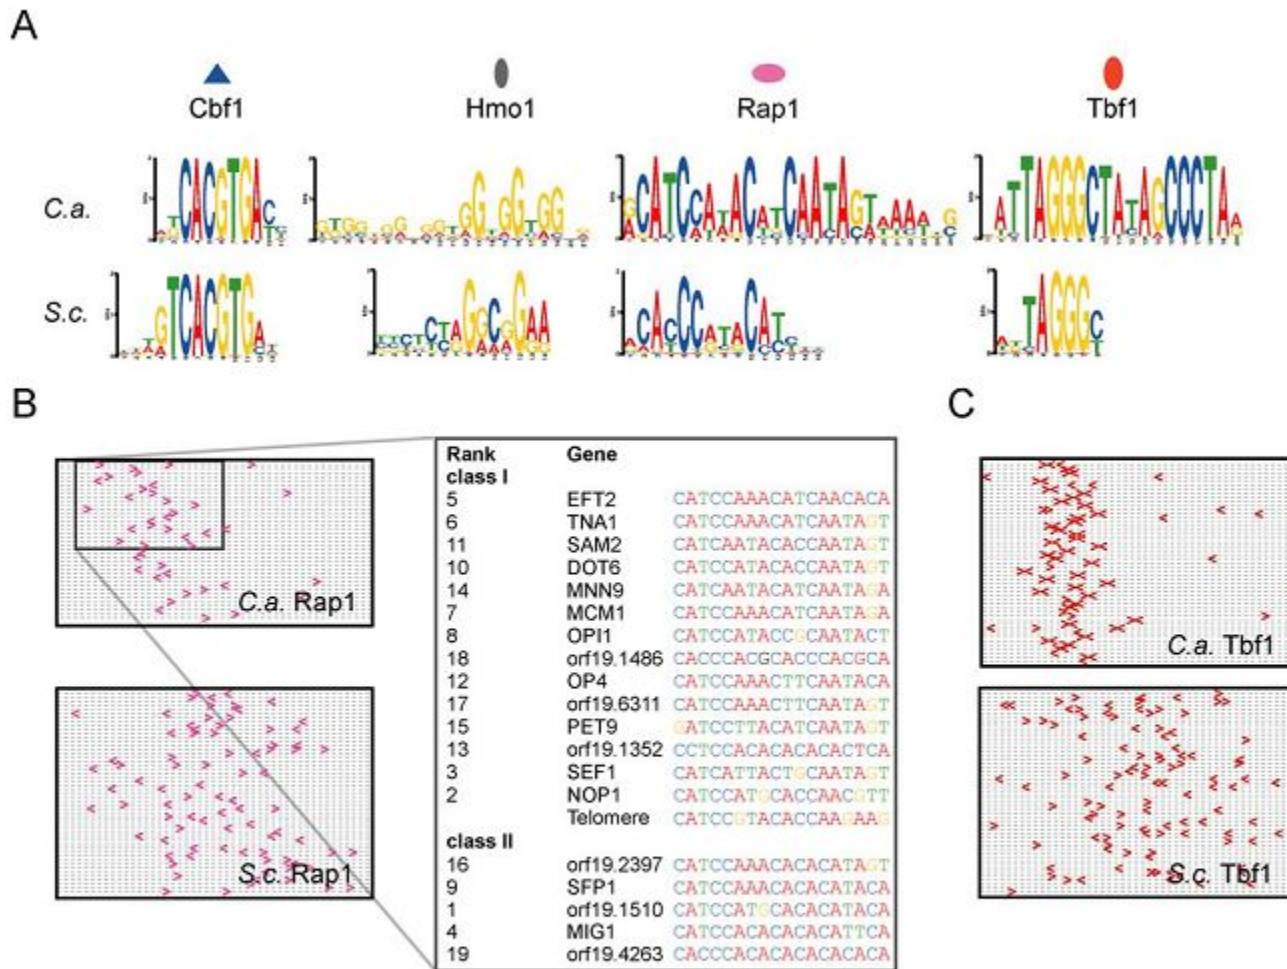 A
Cbf1 Hmo1 Rap1 Tbf1
C.a.
S.c.
B
C.a. Rap1
S.c. Rap1
Rank Gene
class I
5 EFT2 CATCCAAACATCAACACA
6 TNA1 CATCCAAACATCAATAGT
11 SAM2 CATCAATACACCAATAGT
10 DOT6 CATCCAAACATCAATAGT
14 MNN9 CATCAATACATCAATAGA
7 MCM1 CATCCAAACATCAATAGA
8 OPI1 CATCCATACCGCAATACT
18 orf19.1486 CACCCACGCACCCACGCA
12 OP4 CATCCAAACTTCAATACA
17 orf19.6311 CATCCAAACTTCAATAGT
15 PET9 GATCCTTACATCAATAGT
13 orf19.1352 CCTCCACACACACACTCA
3 SEF1 CATCATTACTGCAATAGT
2 NOP1 CATCCATGCACCAACGTT
Telomere CATCCGTACACCAAGAAG
class II
16 orf19.2397 CATCCAAACACACATAGT
9 SFP1 CATCCAAACACACATACA
1 orf19.1510 CATCCATGCACACATACA
4 MIG1 CATCCACACACACATTCA
19 orf19.4263 CACCCACACACACACACA
C
C.a. Tbf1
S.c. Tbf1